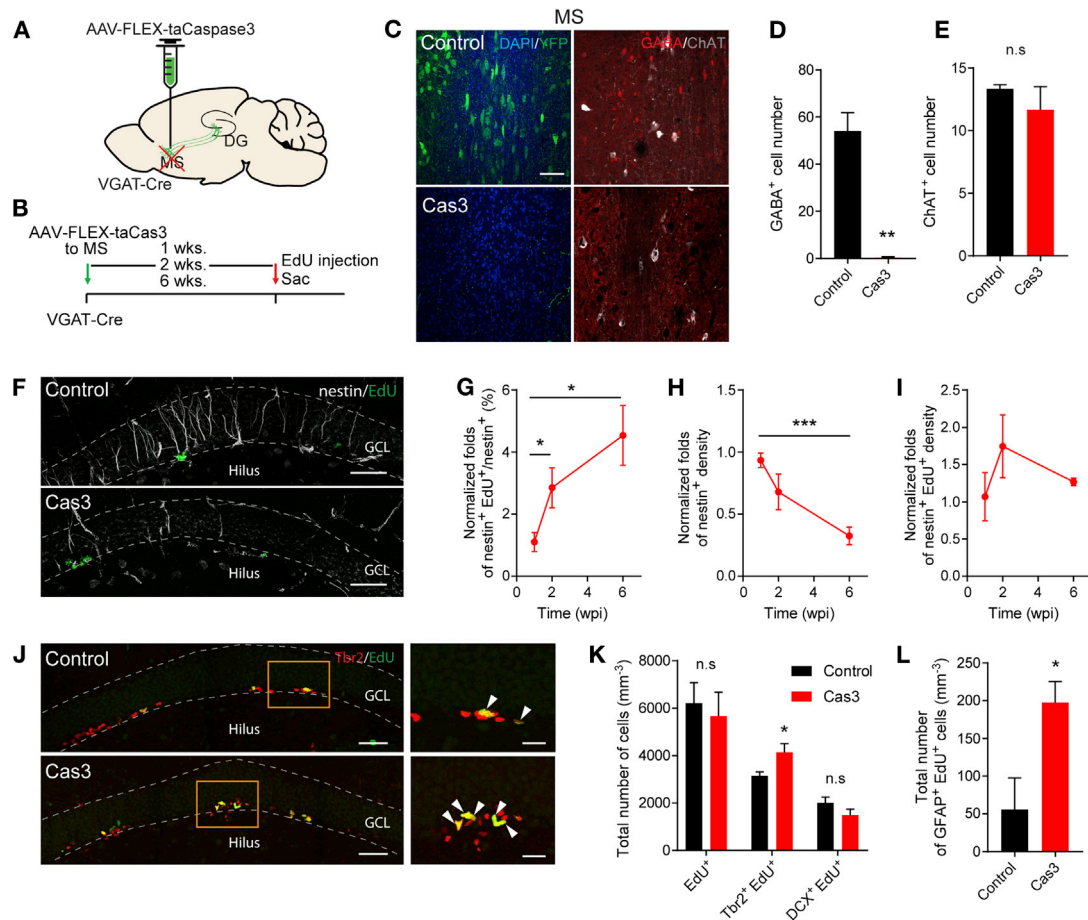 A
AAV-FLEX-taCaspase3
DG
MS
VGAT-Cre
B
AAV-FLEX-taCas3
to MS
1 wks.
2 wks.
6 wks.
EdU injection
Sac
VGAT-Cre
C
MS
Control
DAPI/YFP
GABA/ChAT
Cas3
D
GABA+ cell number
80
60
40
20
0
**
Control
Cas3
E
ChAT+ cell number
n.s
15
10
5
0
Control
Cas3
F
Control
nestin/EdU
GCL
Hilus
Cas3
GCL
Hilus
G
Normalized folds
of nestin+ EdU+/nestin+ (%)
6
4
2
0
*
*
0 2 4 6
Time (wpi)
H
Normalized folds
of nestin+ density
1.5
1.0
0.5
0.0
***
0 2 4 6
Time (wpi)
I
Normalized folds
of nestin+ EdU+ density
2.5
2.0
1.5
1.0
0.5
0.0
0 2 4 6
Time (wpi)
J
Control
Tbr2/EdU
GCL
Hilus
Cas3
GCL
Hilus
K
Total number of cells (mm-3)
8000
6000
4000
2000
0
n.s
*
n.s
Control
Cas3
EdU+
Tbr2+ EdU+
DCX+ EdU+
L
Total number
of GFAP+ EdU+ cells (mm-3)
250
200
150
100
50
0
*
Control
Cas3